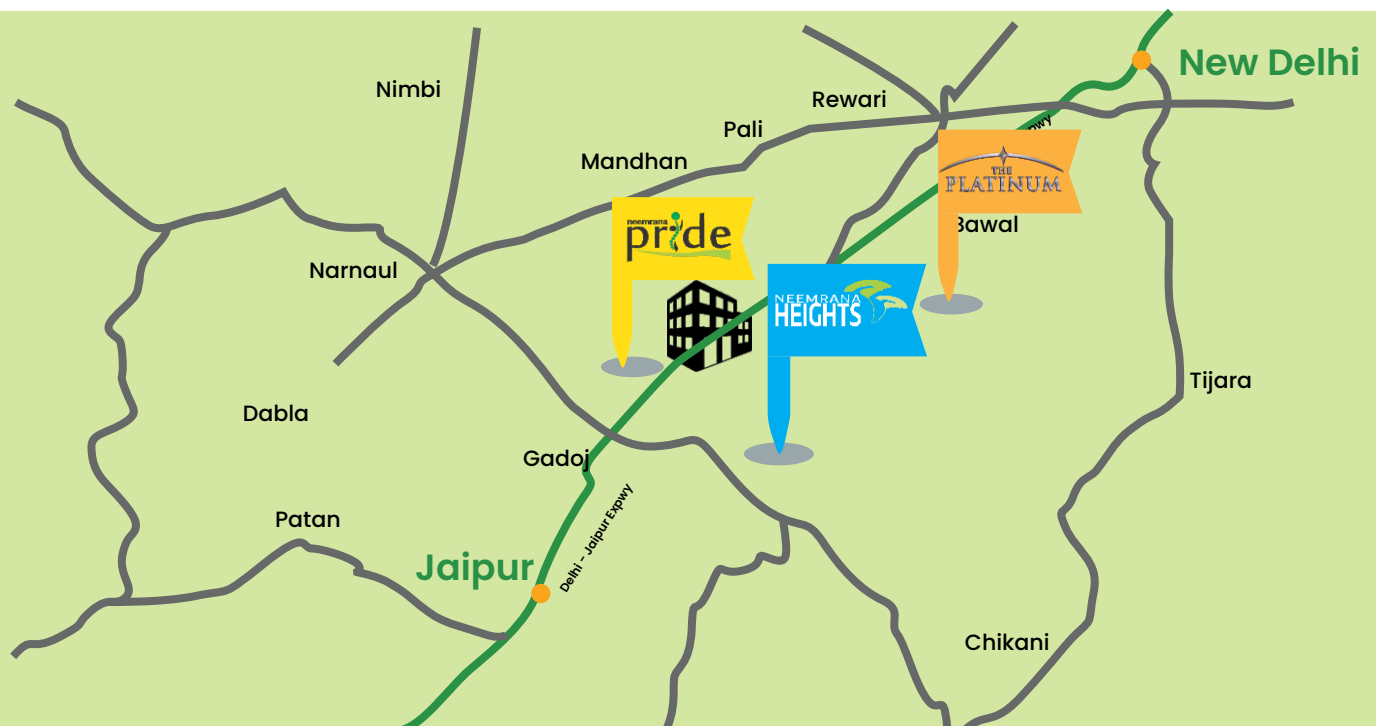 New Delhi
Nimbi
Rewari
Pali
Mandhan
THE
PLATINUM
Bawal
neemrana
pride
Narnaul
NEEMRANA
HEIGHTS
Tijara
Dabla
Gadoj
Patan
Jaipur
Delhi - Jaipur Expwy
Chikani